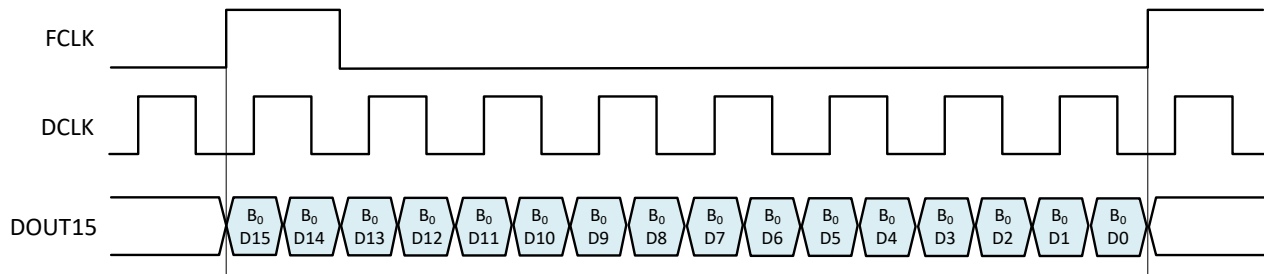 FCLK
DCLK
DOUT15
B₀ B₀ B₀ B₀ B₀ B₀ B₀ B₀ B₀ B₀ B₀ B₀ B₀ B₀ B₀ B₀
D15 D14 D13 D12 D11 D10 D9 D8 D7 D6 D5 D4 D3 D2 D1 D0